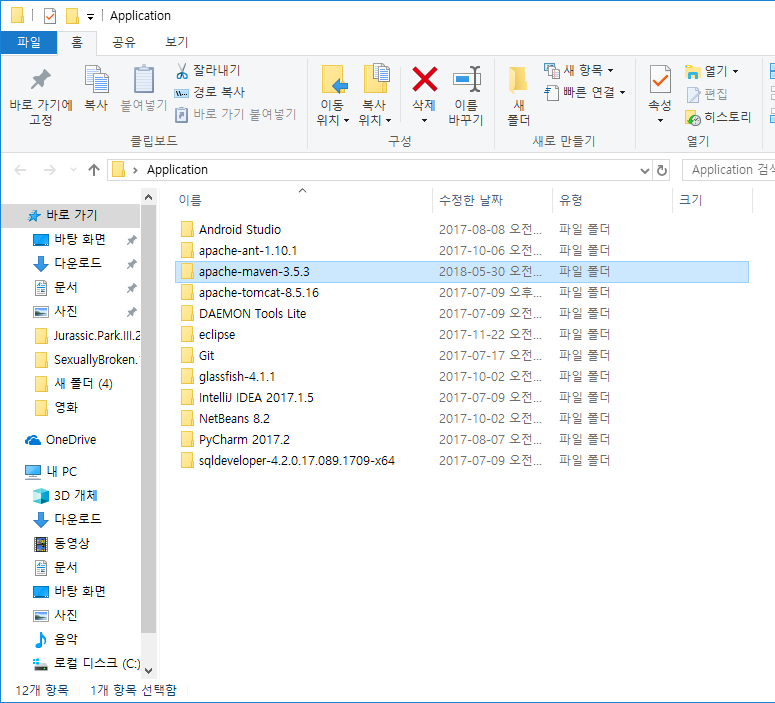 Application
파일 홈 공유 보기
바로 가기에 고정
복사
붙여넣기
잘라내기
경로 복사
바로 가기 붙여넣기
클립보드
이동 위치
복사 위치
삭제
이름 바꾸기
구성
새 폴더
새 항목
빠른 연결
새로 만들기
속성
열기
편집
히스토리
열기
Application
Application 검색
이름 수정한 날짜 유형 크기
바로 가기
바탕 화면
다운로드
문서
사진
Jurassic.Park.III.2
SexuallyBroken.
새 폴더 (4)
영화
OneDrive
내 PC
3D 개체
다운로드
동영상
문서
바탕 화면
사진
음악
로컬 디스크 (C:)
Android Studio 2017-08-08 오전... 파일 폴더
apache-ant-1.10.1 2017-10-06 오전... 파일 폴더
apache-maven-3.5.3 2018-05-30 오전... 파일 폴더
apache-tomcat-8.5.16 2017-07-09 오후... 파일 폴더
DAEMON Tools Lite 2017-07-09 오전... 파일 폴더
eclipse 2017-11-22 오전... 파일 폴더
Git 2017-07-17 오전... 파일 폴더
glassfish-4.1.1 2017-10-02 오전... 파일 폴더
IntelliJ IDEA 2017.1.5 2017-07-09 오전... 파일 폴더
NetBeans 8.2 2017-10-02 오전... 파일 폴더
PyCharm 2017.2 2017-08-07 오전... 파일 폴더
sqldeveloper-4.2.0.17.089.1709-x64 2017-07-09 오전... 파일 폴더
12개 항목 1개 항목 선택함